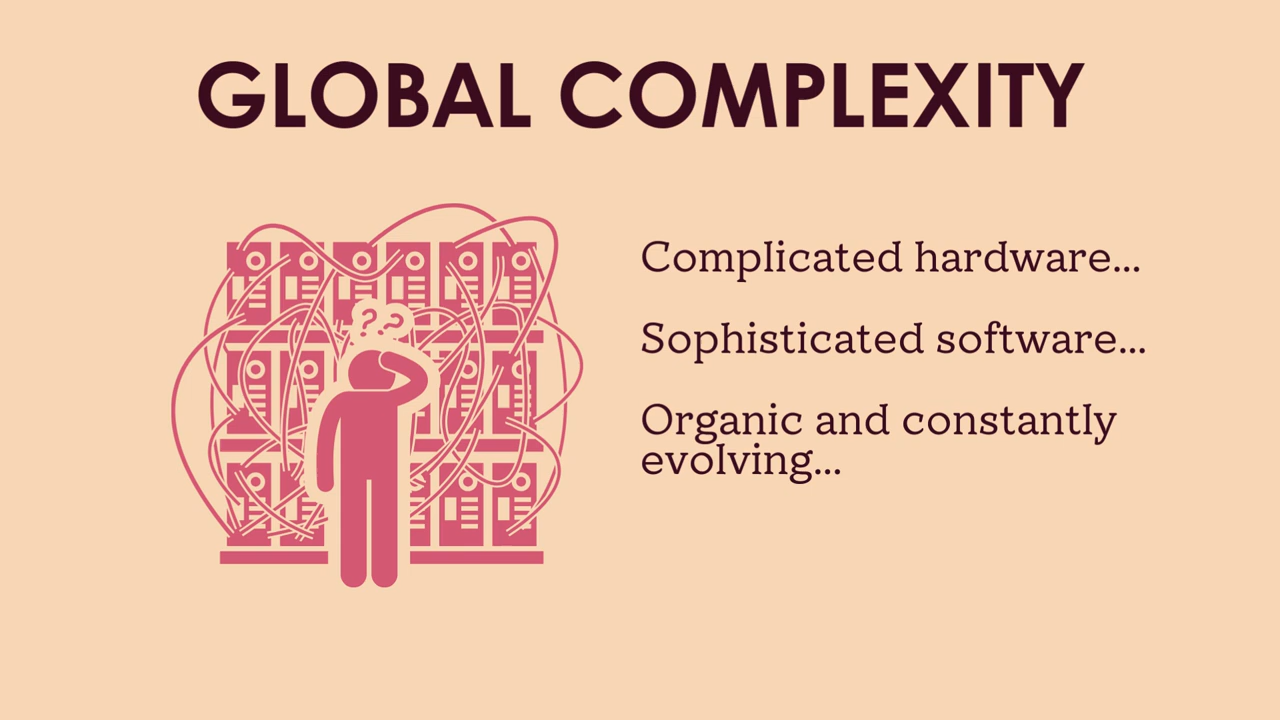 GLOBAL COMPLEXITY
??
Complicated hardware...
Sophisticated software...
Organic and constantly
evolving...